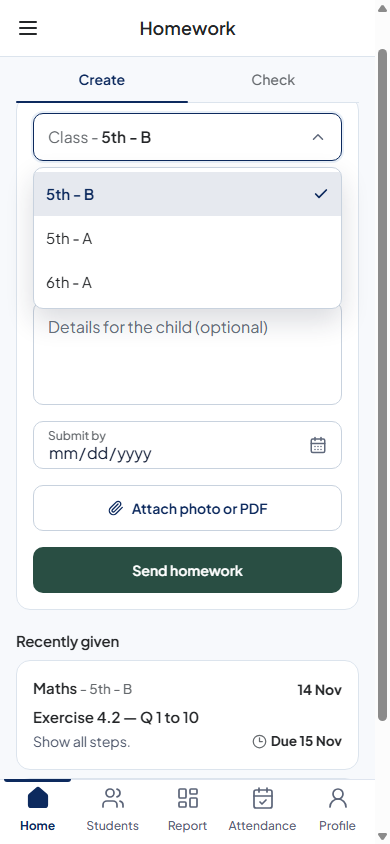 Homework
Create
Check
Class - 5th - B
5th - B
5th - A
6th - A
Details for the child (optional)
Submit by
mm/dd/yyyy
Attach photo or PDF
Send homework
Recently given
Maths - 5th - B
14 Nov
Exercise 4.2 — Q 1 to 10
Show all steps.
Due 15 Nov
Home
Students
Report
Attendance
Profile